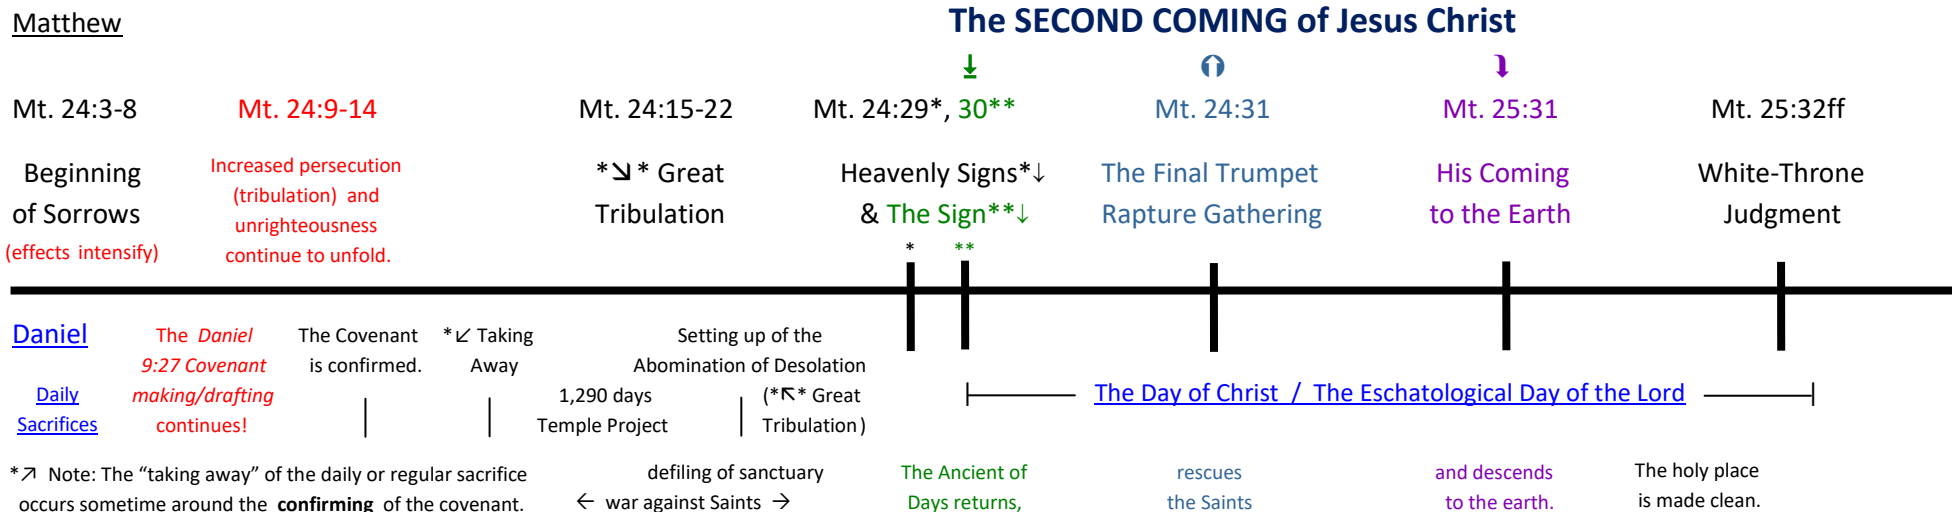 Matthew
The SECOND COMING of Jesus Christ
Mt. 24:3-8
Mt. 24:9-14
Mt. 24:15-22
Mt. 24:29*, 30**
Mt. 24:31
Mt. 25:31
Mt. 25:32ff
Beginning
of Sorrows
(effects intensify)
Increased persecution
(tribulation) and
unrighteousness
continue to unfold.
*↘* Great
Tribulation
Heavenly Signs*↓
& The Sign**↓
* **
The Final Trumpet
Rapture Gathering
His Coming
to the Earth
White-Throne
Judgment
Daniel
Daily
Sacrifices
The Daniel
9:27 Covenant
making/drafting
continues!
The Covenant
is confirmed.
*↙ Taking
Away
1,290 days
Temple Project
Setting up of the
Abomination of Desolation
(*↖* Great
Tribulation)
The Day of Christ / The Eschatological Day of the Lord
*↗ Note: The “taking away” of the daily or regular sacrifice
occurs sometime around the confirming of the covenant.
defiling of sanctuary
← war against Saints →
The Ancient of
Days returns,
rescues
the Saints
and descends
to the earth.
The holy place
is made clean.